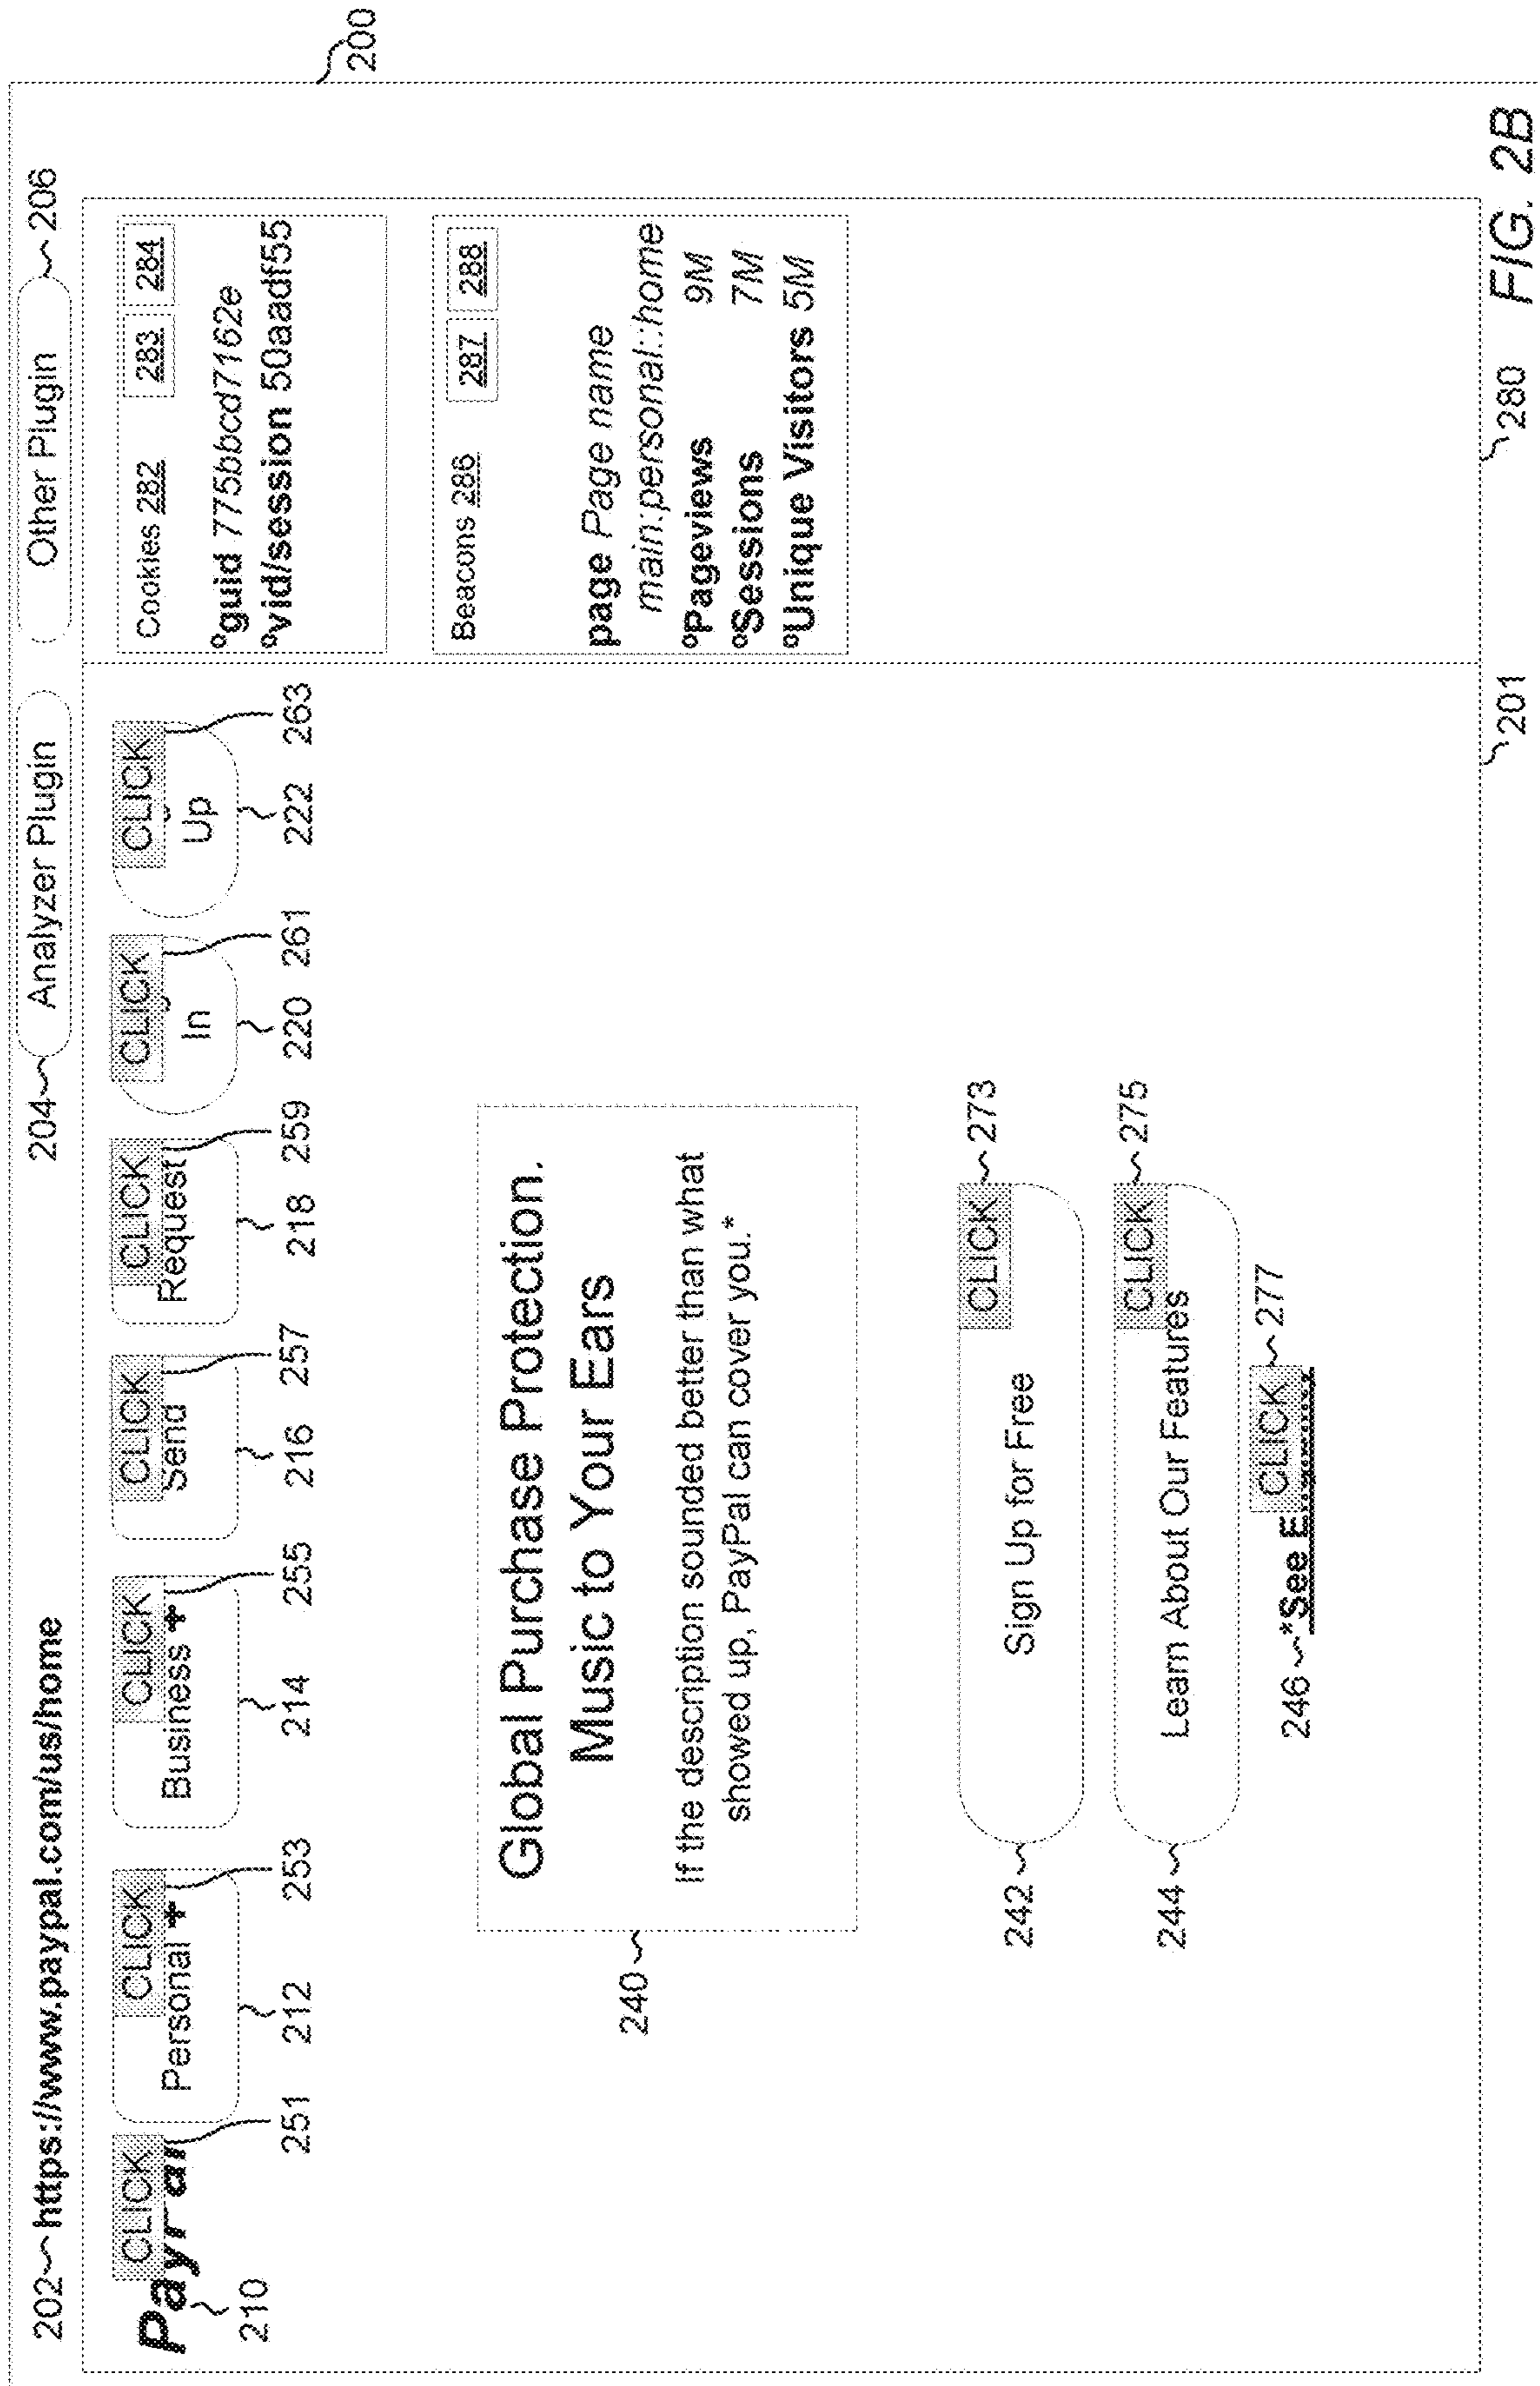 200
202 https://www.paypal.com/us/home 204 Analyzer Plugin Other Plugin 206
CLICK CLICK CLICK CLICK CLICK CLICK CLICK
Personal + Business + Send Request In Up
210 212 214 216 218 220 222
251 253 255 257 259 261 263
240
Global Purchase Protection.
Music to Your Ears
If the description sounded better than what
showed up, PayPal can cover you.*
242 Sign Up for Free CLICK 273
244 Learn About Our Features CLICK 275
246 *See CLICK 277
Cookies 282 283 284
°guid 775bbcd7162e
°vid/session 50aadf55
Beacons 286 287 288
page Page name
main:personal::home
°Pageviews 9M
°Sessions 7M
°Unique Visitors 5M
201 280
FIG. 2B